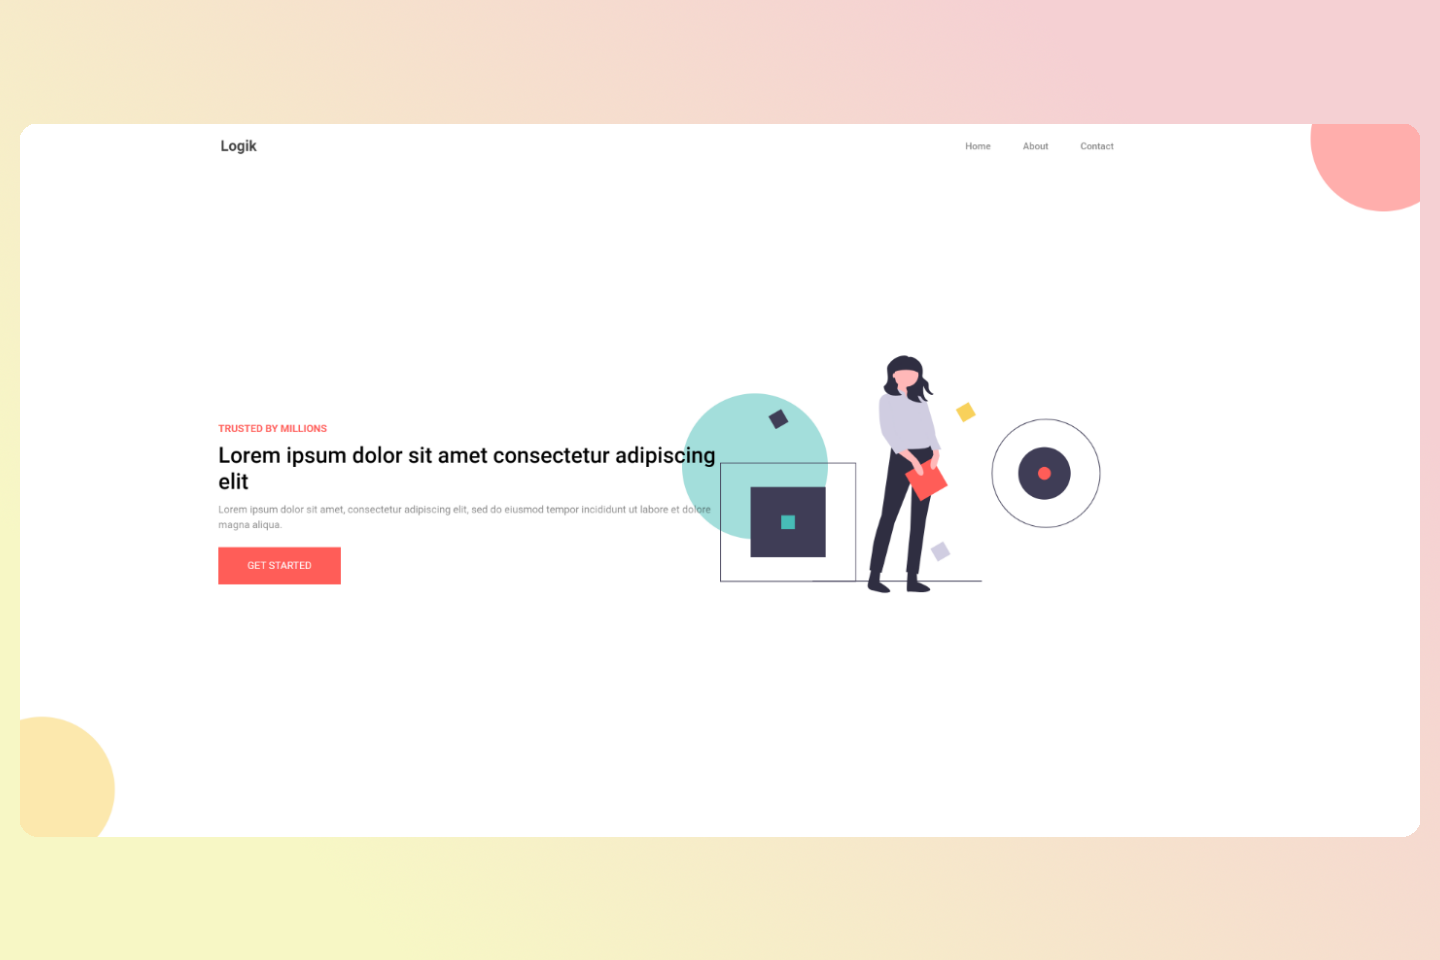 Logik
Home About Contact
TRUSTED BY MILLIONS
Lorem ipsum dolor sit amet consectetur adipiscing
elit
Lorem ipsum dolor sit amet, consectetur adipiscing elit, sed do eiusmod tempor incididunt ut labore et dolore
magna aliqua.
GET STARTED